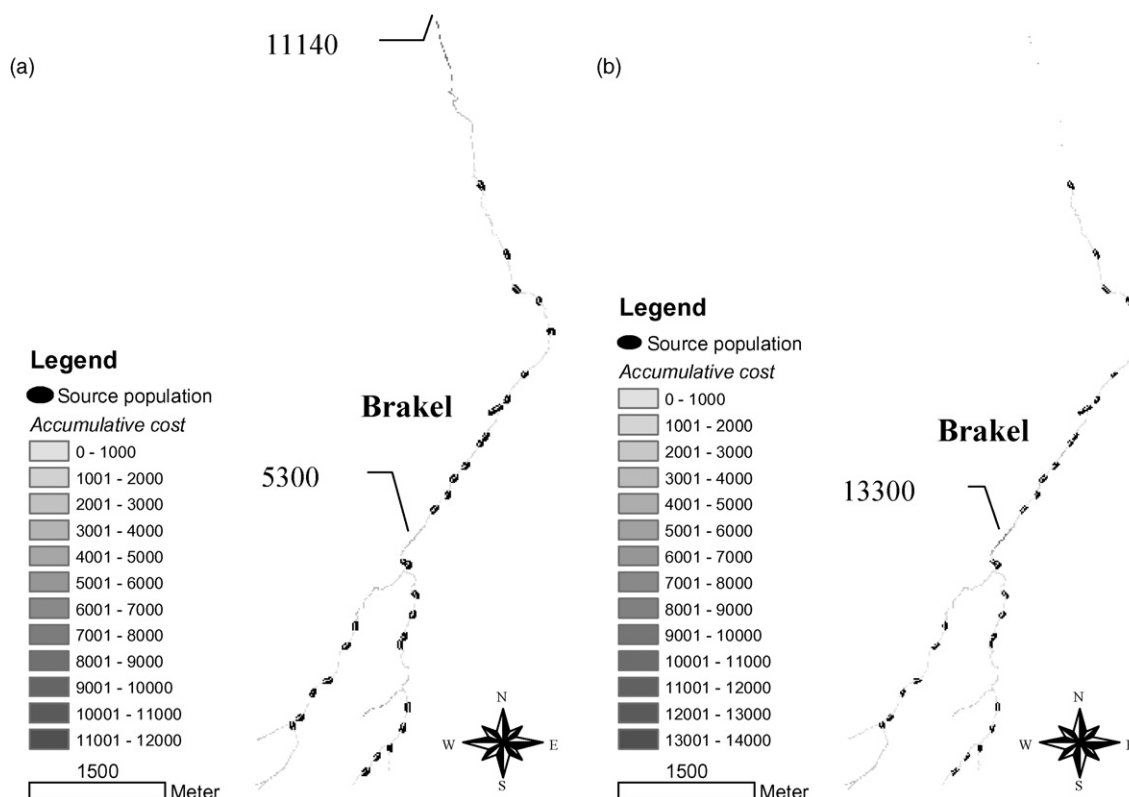 (a)
11140
Legend
Source population
Accumulative cost
0 - 1000
1001 - 2000
2001 - 3000
3001 - 4000
4001 - 5000
5001 - 6000
6001 - 7000
7001 - 8000
8001 - 9000
9001 - 10000
10001 - 11000
11001 - 12000
1500
Meter
Brakel
5300
N
W E
S
(b)
Legend
Source population
Accumulative cost
0 - 1000
1001 - 2000
2001 - 3000
3001 - 4000
4001 - 5000
5001 - 6000
6001 - 7000
7001 - 8000
8001 - 9000
9001 - 10000
10001 - 11000
11001 - 12000
12001 - 13000
13001 - 14000
1500
Meter
Brakel
13300
N
W
S